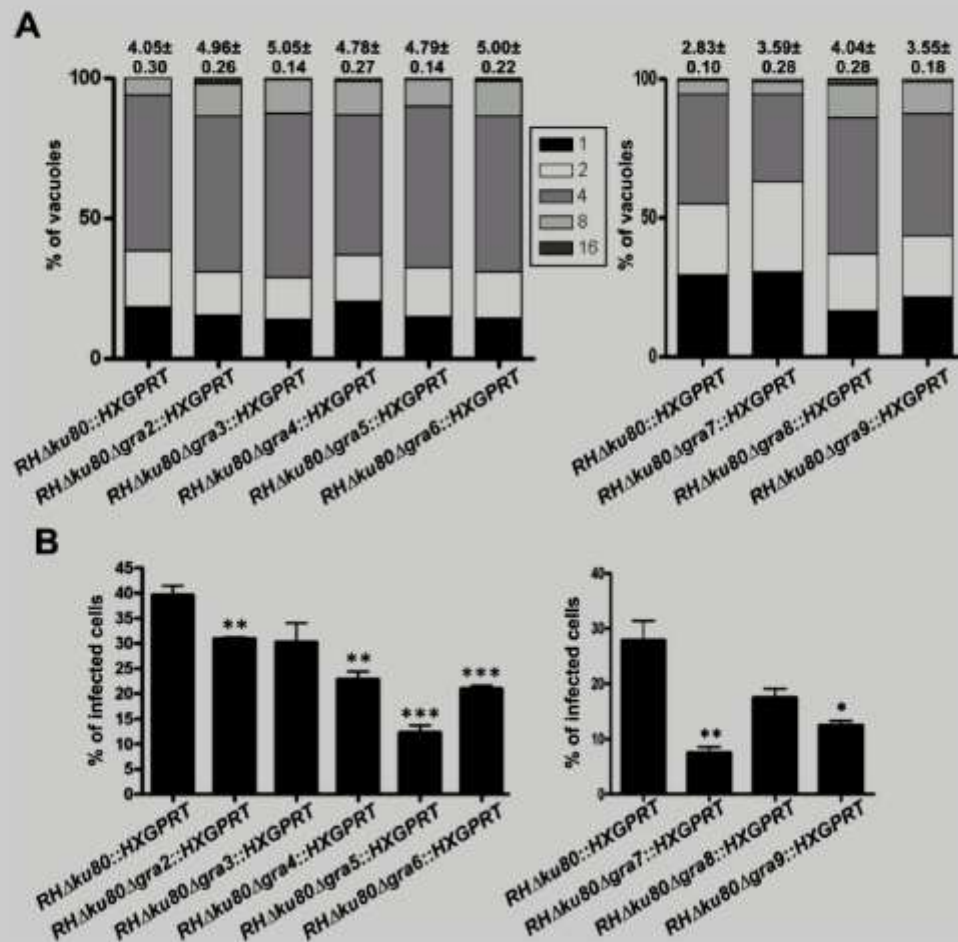 A
4.05± 4.96± 5.05± 4.78± 4.79± 5.00±
0.30 0.26 0.14 0.27 0.14 0.22
100
50
0
% of vacuoles
RHΔku80::HXGPRT
RHΔku80Δgra2::HXGPRT
RHΔku80Δgra3::HXGPRT
RHΔku80Δgra4::HXGPRT
RHΔku80Δgra5::HXGPRT
RHΔku80Δgra6::HXGPRT
1
2
4
8
16
2.83± 3.59± 4.04± 3.55±
0.10 0.28 0.28 0.18
100
50
0
% of vacuoles
RHΔku80::HXGPRT
RHΔku80Δgra7::HXGPRT
RHΔku80Δgra8::HXGPRT
RHΔku80Δgra9::HXGPRT
B
45
40
35
30
25
20
15
10
5
0
% of infected cells
**
**
***
***
RHΔku80::HXGPRT
RHΔku80Δgra2::HXGPRT
RHΔku80Δgra3::HXGPRT
RHΔku80Δgra4::HXGPRT
RHΔku80Δgra5::HXGPRT
RHΔku80Δgra6::HXGPRT
40
30
20
10
0
% of infected cells
**
*
RHΔku80::HXGPRT
RHΔku80Δgra7::HXGPRT
RHΔku80Δgra8::HXGPRT
RHΔku80Δgra9::HXGPRT